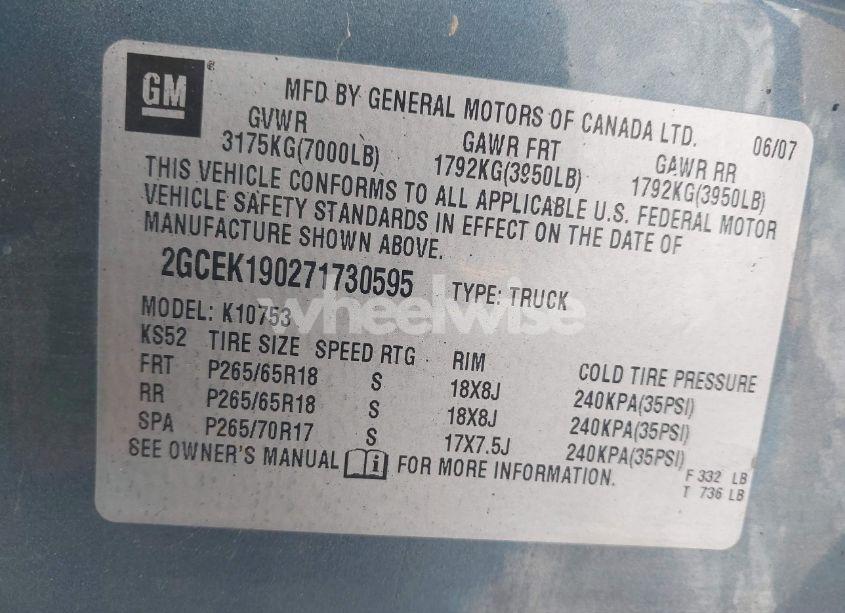 GM ®
MFD BY GENERAL MOTORS OF CANADA LTD. 06/07
GVWR GAWR FRT GAWR RR
3175KG(7000LB) 1792KG(3950LB) 1792KG(3950LB)
THIS VEHICLE CONFORMS TO ALL APPLICABLE U.S. FEDERAL MOTOR
VEHICLE SAFETY STANDARDS IN EFFECT ON THE DATE OF
MANUFACTURE SHOWN ABOVE.
2GCEK190271730595 TYPE: TRUCK
wheelwise
MODEL: K10753
KS52 TIRE SIZE SPEED RTG RIM COLD TIRE PRESSURE
FRT P265/65R18 S 18X8J 240KPA(35PSI)
RR P265/65R18 S 18X8J 240KPA(35PSI)
SPA P265/70R17 S 17X7.5J 240KPA(35PSI)
SEE OWNER'S MANUAL i FOR MORE INFORMATION.
F 332 LB
T 736 LB